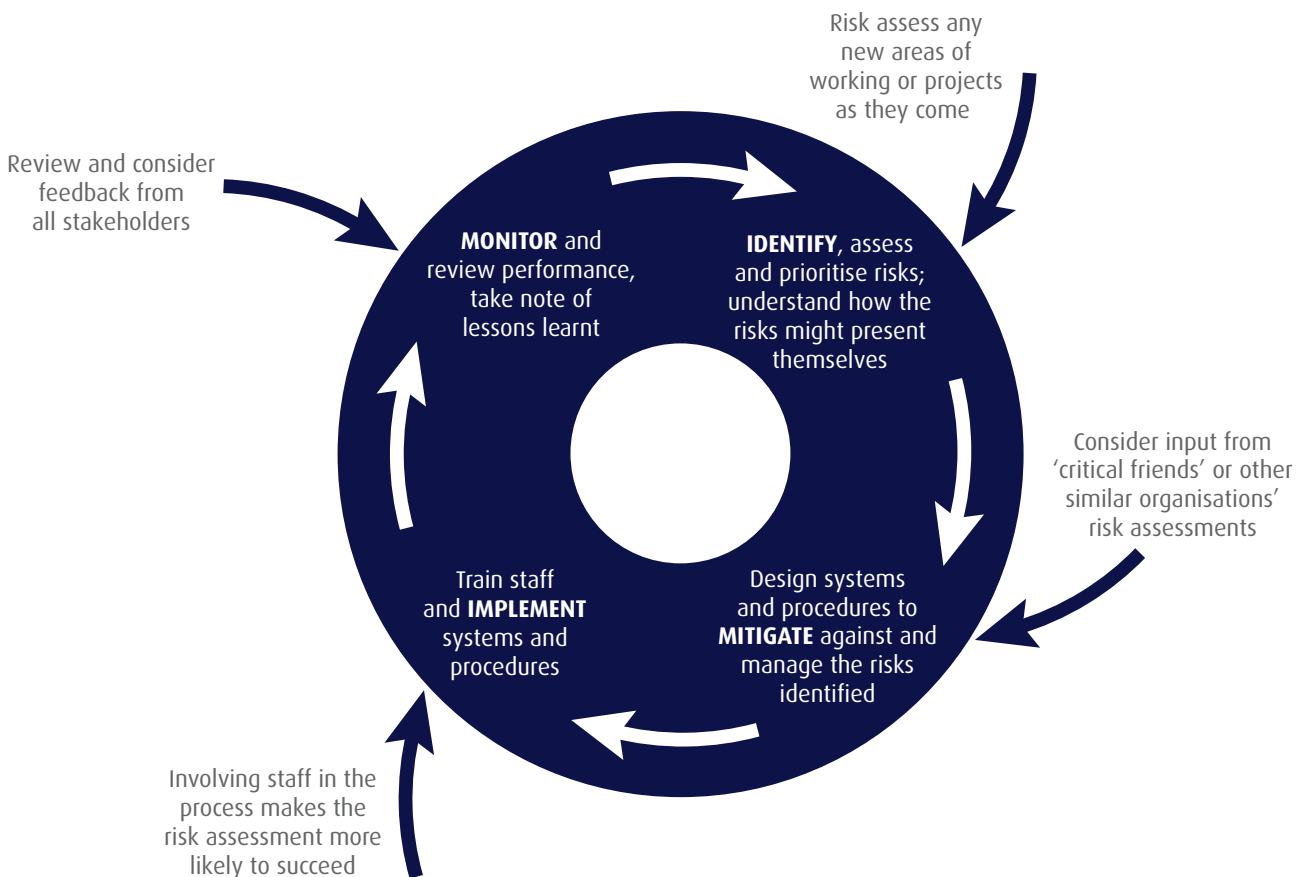 Risk assess any
new areas of
working or projects
as they come
Review and consider
feedback from
all stakeholders
MONITOR and
review performance,
take note of
lessons learnt
IDENTIFY, assess
and prioritise risks;
understand how the
risks might present
themselves
Consider input from
‘critical friends’ or other
similar organisations’
risk assessments
Train staff
and IMPLEMENT
systems and
procedures
Design systems
and procedures to
MITIGATE against and
manage the risks
identified
Involving staff in the
process makes the
risk assessment more
likely to succeed